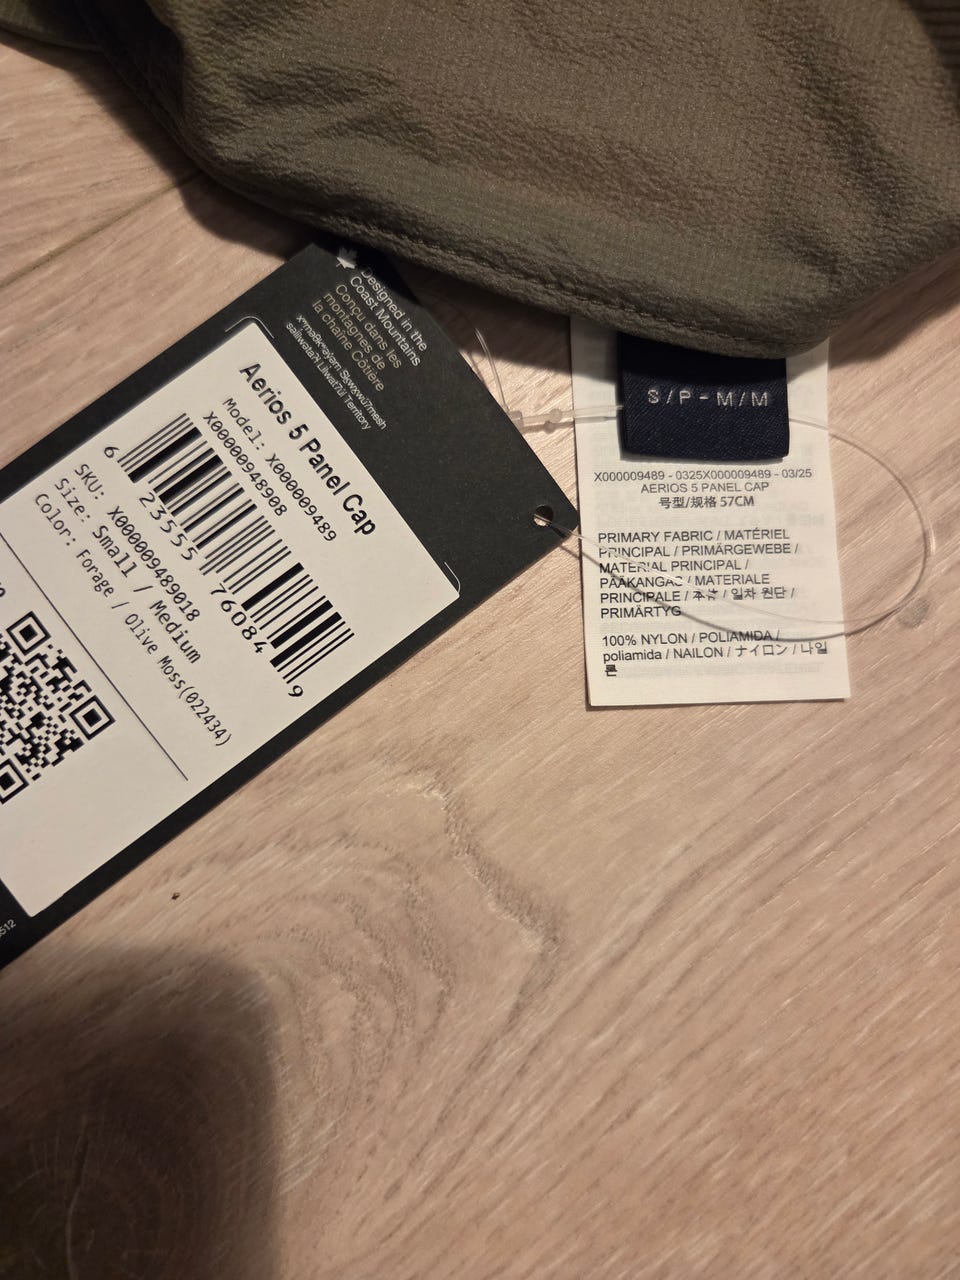 Designed in the
Coast Mountains
Conçu dans les
montagnes de
la chaîne Côtière
Territory
Aerios 5 Panel Cap
Model: X000009489
X00000948908
6 23555 76084 9
SKU: X000009489018
Size: Small / Medium
Color: Forage / Olive Moss(022434)
S/P - M/M
X000009489 - 0325X000009489 - 03/25
AERIOS 5 PANEL CAP
号型/规格 57CM
PRIMARY FABRIC / MATÉRIEL
PRINCIPAL / PRIMÄRGEWEBE /
MATERIAL PRINCIPAL /
PÄÄKANGAS / MATERIALE
PRINCIPALE / 本体 / 일차 원단 /
PRIMÄRTYG
100% NYLON / POLIAMIDA /
poliamida / NAILON / ナイロン / 나일
론